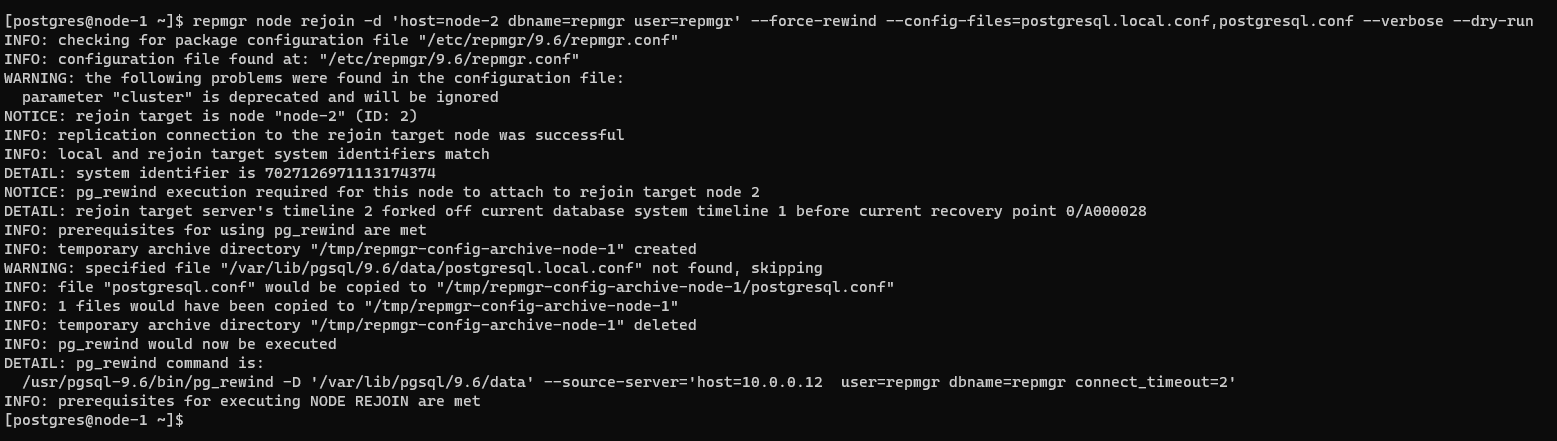 [postgres@node-1 ~]$ repmgr node rejoin -d 'host=node-2 dbname=repmgr user=repmgr' --force-rewind --config-files=postgresql.local.conf,postgresql.conf --verbose --dry-run
INFO: checking for package configuration file "/etc/repmgr/9.6/repmgr.conf"
INFO: configuration file found at: "/etc/repmgr/9.6/repmgr.conf"
WARNING: the following problems were found in the configuration file:
  parameter "cluster" is deprecated and will be ignored
NOTICE: rejoin target is node "node-2" (ID: 2)
INFO: replication connection to the rejoin target node was successful
INFO: local and rejoin target system identifiers match
DETAIL: system identifier is 7027126971113174374
NOTICE: pg_rewind execution required for this node to attach to rejoin target node 2
DETAIL: rejoin target server's timeline 2 forked off current database system timeline 1 before current recovery point 0/A000028
INFO: prerequisites for using pg_rewind are met
INFO: temporary archive directory "/tmp/repmgr-config-archive-node-1" created
WARNING: specified file "/var/lib/pgsql/9.6/data/postgresql.local.conf" not found, skipping
INFO: file "postgresql.conf" would be copied to "/tmp/repmgr-config-archive-node-1/postgresql.conf"
INFO: 1 files would have been copied to "/tmp/repmgr-config-archive-node-1"
INFO: temporary archive directory "/tmp/repmgr-config-archive-node-1" deleted
INFO: pg_rewind would now be executed
DETAIL: pg_rewind command is:
  /usr/pgsql-9.6/bin/pg_rewind -D '/var/lib/pgsql/9.6/data' --source-server='host=10.0.0.12  user=repmgr dbname=repmgr connect_timeout=2'
INFO: prerequisites for executing NODE REJOIN are met
[postgres@node-1 ~]$